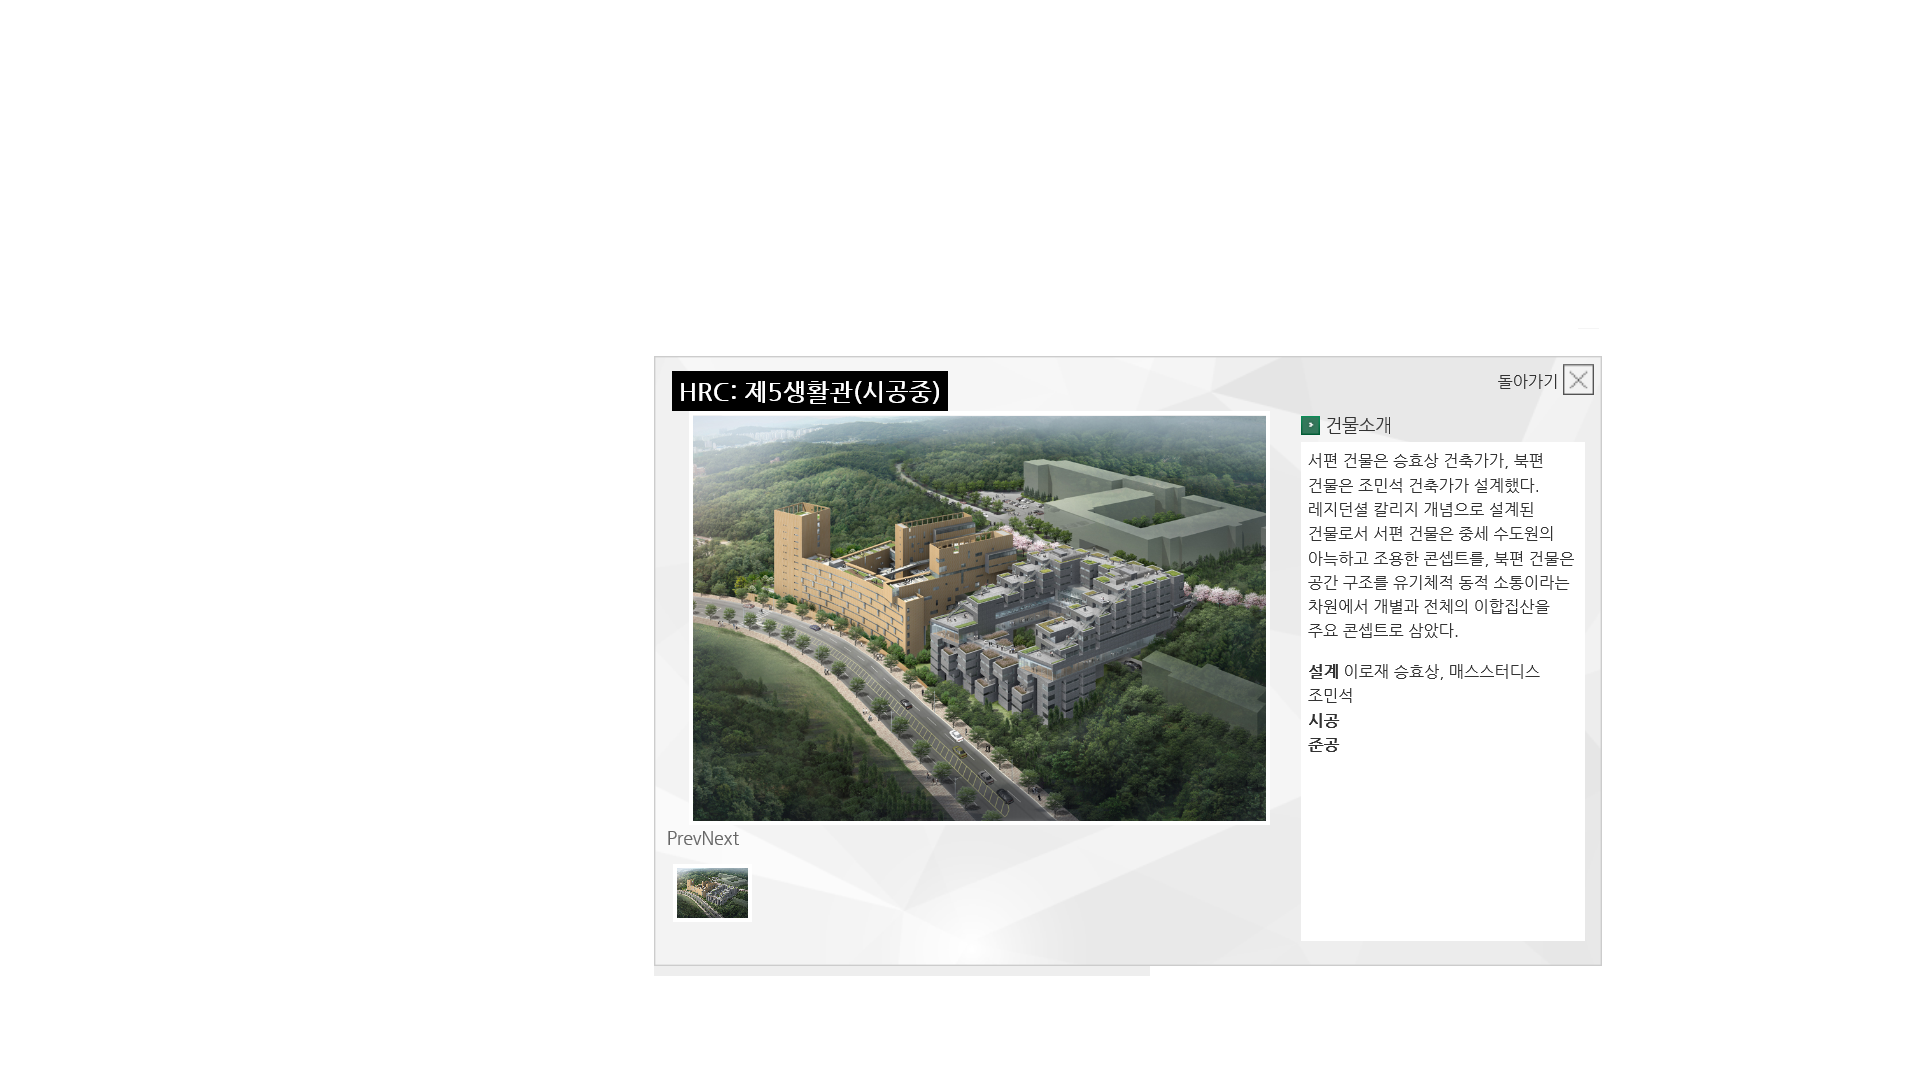 HRC: 제5생활관(시공중)
돌아가기
건물소개
서편 건물은 승효상 건축가가, 북편
건물은 조민석 건축가가 설계했다.
레지던셜 칼리지 개념으로 설계된
건물로서 서편 건물은 중세 수도원의
아늑하고 조용한 콘셉트를, 북편 건물은
공간 구조를 유기체적 동적 소통이라는
차원에서 개별과 전체의 이합집산을
주요 콘셉트로 삼았다.
설계 이로재 승효상, 매스스터디스
조민석
시공
준공
PrevNext